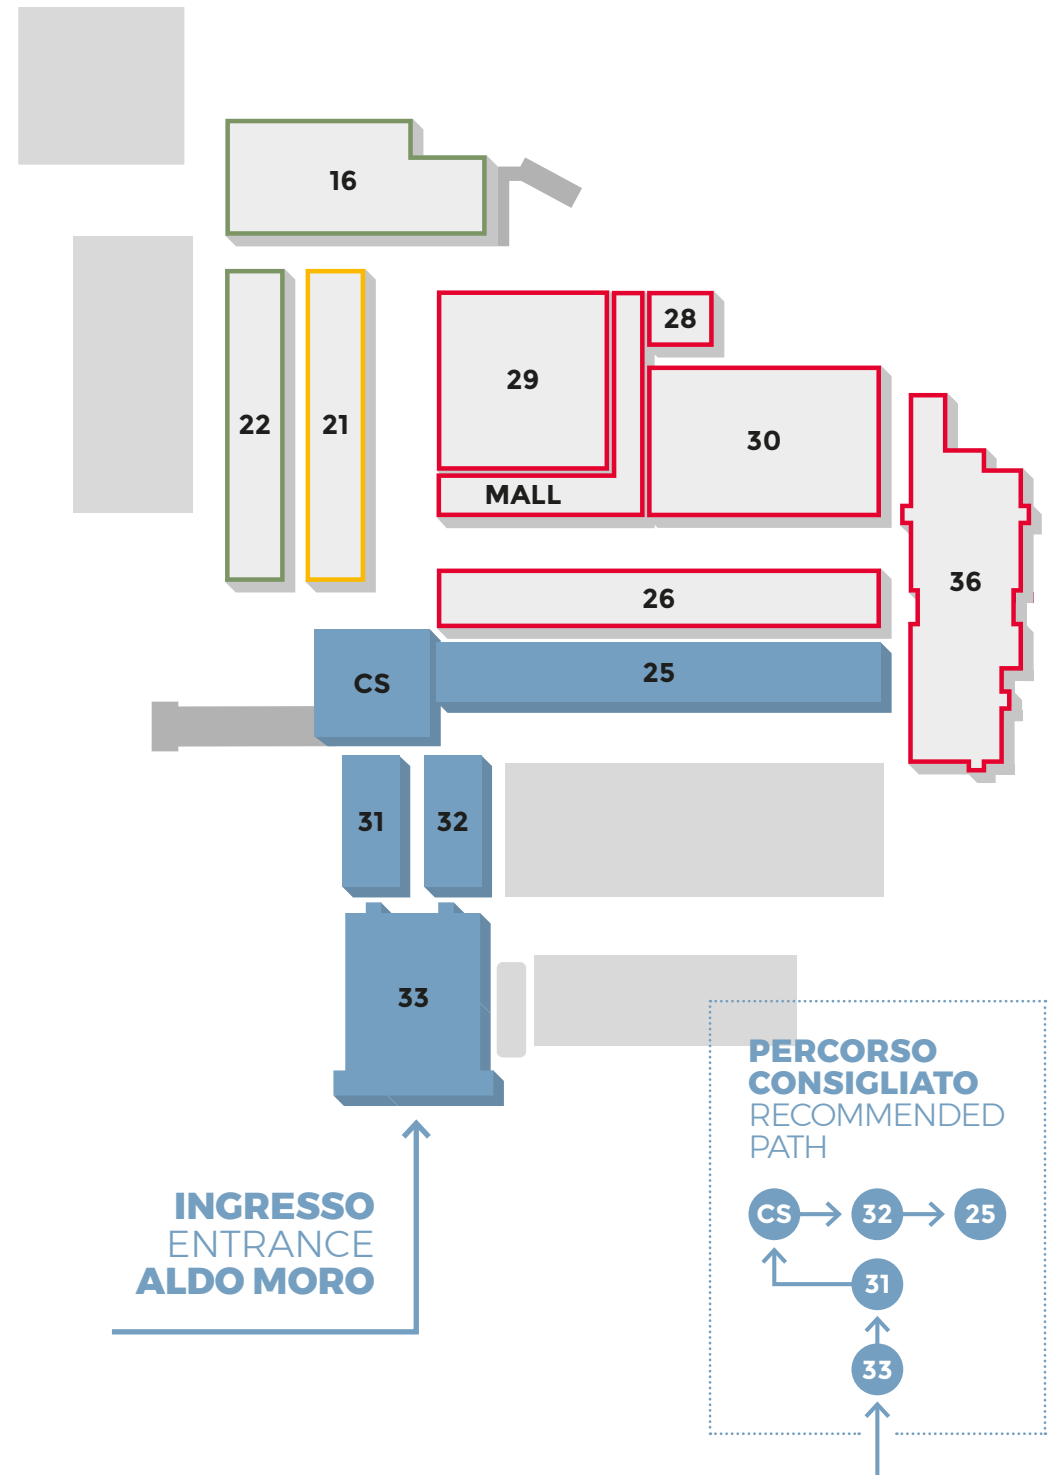 16
28
29
22
21
30
MALL
36
26
25
CS
31
32
33
INGRESSO
ENTRANCE
ALDO MORO
PERCORSO
CONSIGLIATO
RECOMMENDED
PATH
CS
32
25
31
33